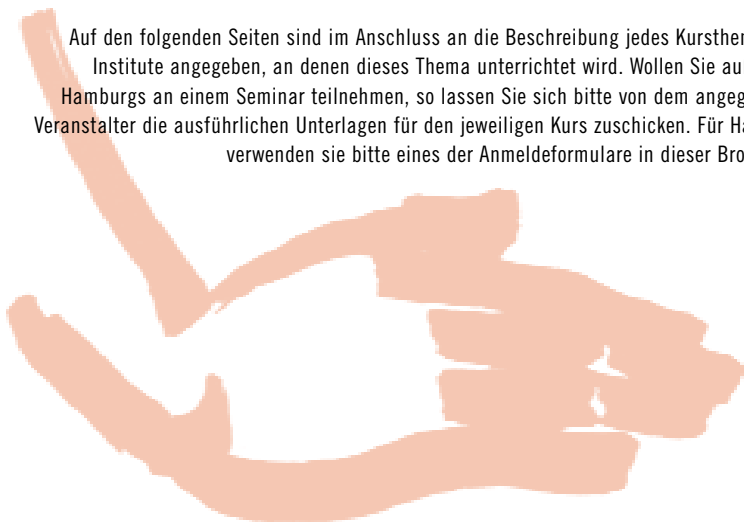 Auf den folgenden Seiten sind im Anschluss an die Beschreibung jedes Kursthe
Institute angegeben, an denen dieses Thema unterrichtet wird. Wollen Sie au
Hamburgs an einem Seminar teilnehmen, so lassen Sie sich bitte von dem angeg
Veranstalter die ausführlichen Unterlagen für den jeweiligen Kurs zuschicken. Für Ha
verwenden sie bitte eines der Anmeldeformulare in dieser Bro